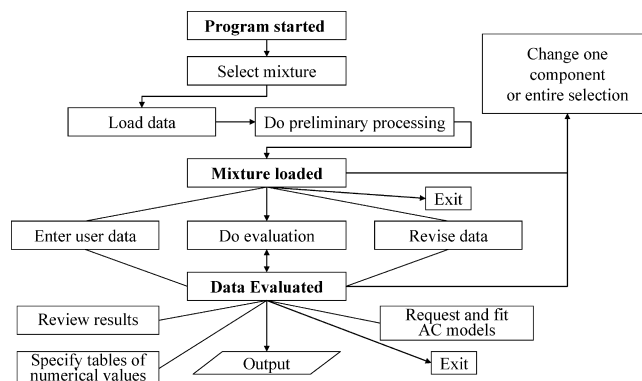 Program started
Change one
component
or entire selection
Select mixture
Load data
Do preliminary processing
Mixture loaded
Exit
Enter user data
Do evaluation
Revise data
Data Evaluated
Review results
Request and fit
AC models
Specify tables of
numerical values
Output
Exit